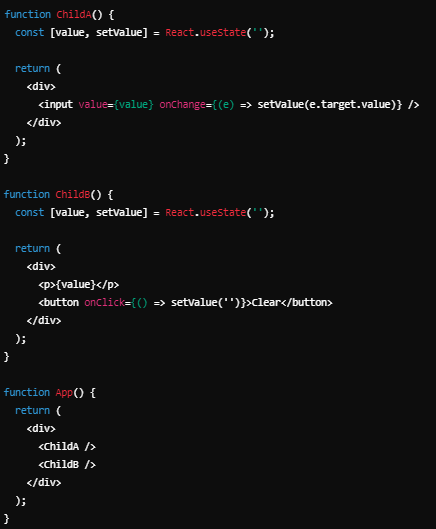 function ChildA() {
  const [value, setValue] = React.useState('');

  return (
    <div>
      <input value={value} onChange={(e) => setValue(e.target.value)} />
    </div>
  );
}

function ChildB() {
  const [value, setValue] = React.useState('');

  return (
    <div>
      <p>{value}</p>
      <button onClick={() => setValue('')}>Clear</button>
    </div>
  );
}

function App() {
  return (
    <div>
      <ChildA />
      <ChildB />
    </div>
  );
}